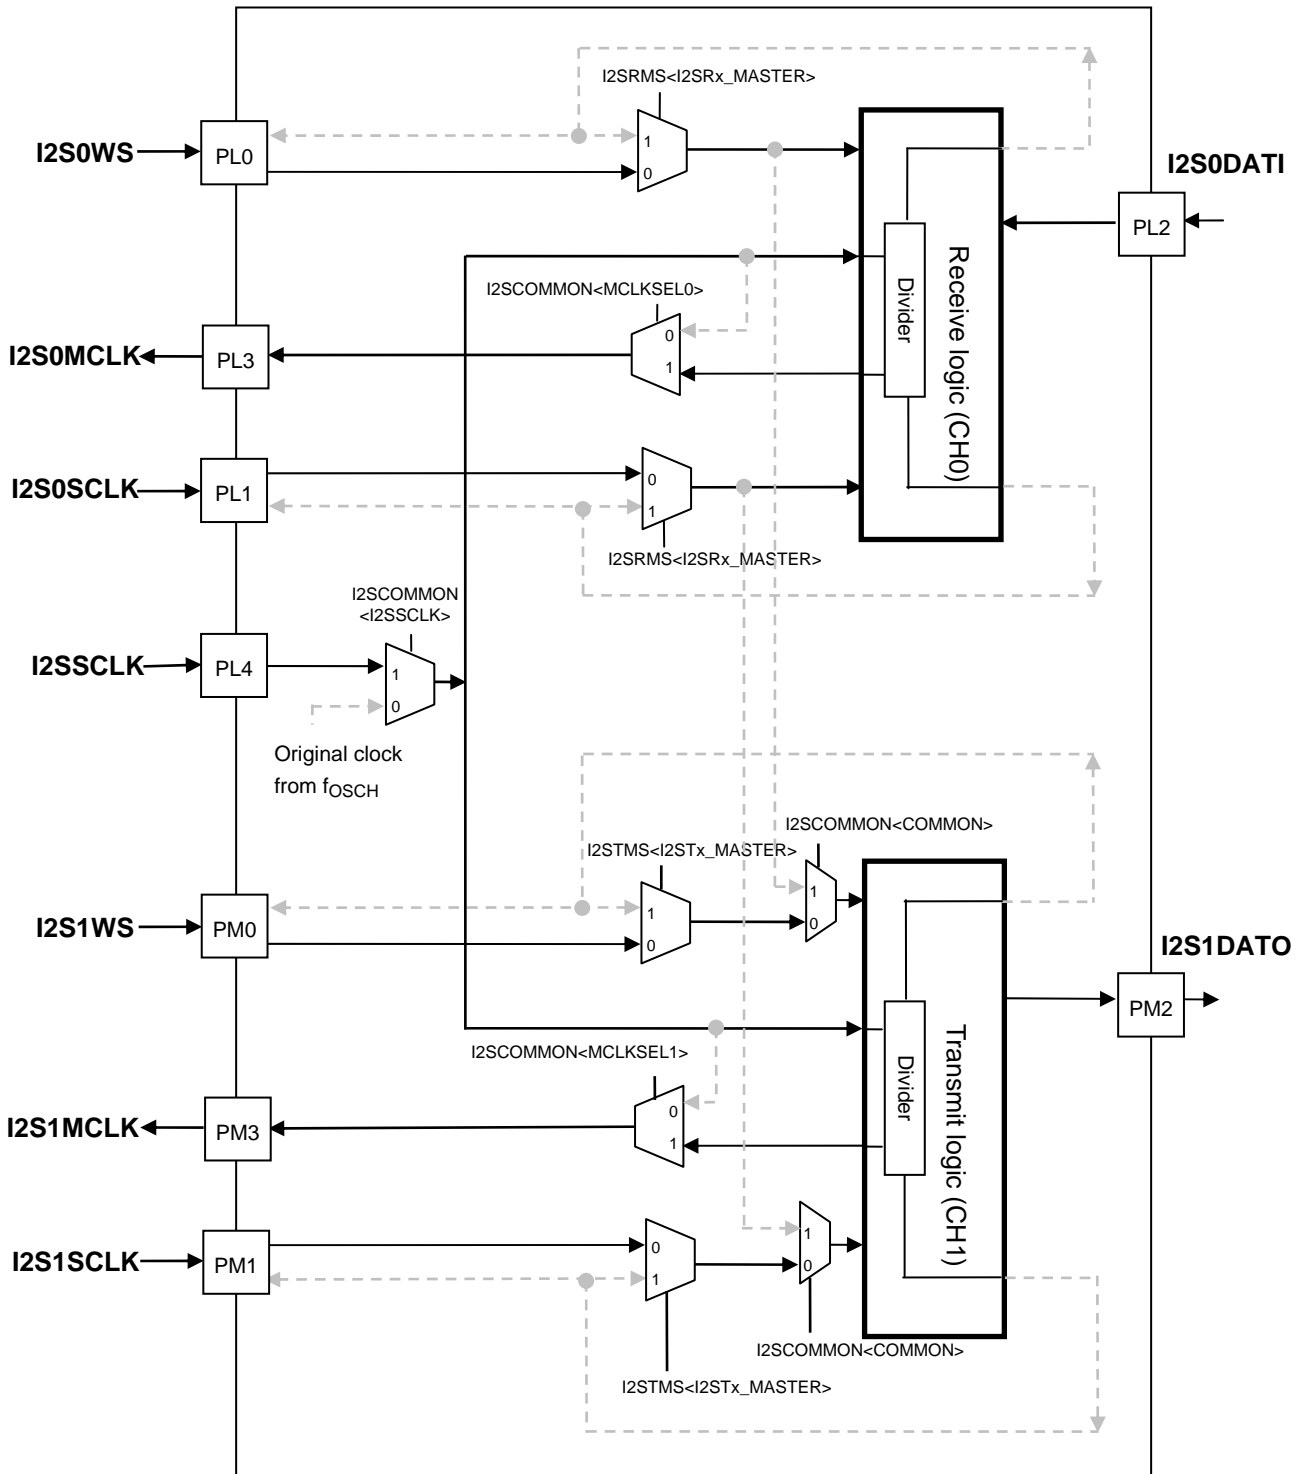 I2SRMS<I2SRx_MASTER>
I2S0WS
PL0
1
0
I2S0DATI
PL2
Receive logic (CH0)
Divider
I2SCOMMON<MCLKSEL0>
0
1
I2S0MCLK
PL3
I2S0SCLK
PL1
0
1
I2SRMS<I2SRx_MASTER>
I2SCOMMON
<I2SSCLK>
I2SSCLK
PL4
1
0
Original clock
from fOSCH
I2SCOMMON<COMMON>
I2STMS<I2STx_MASTER>
1
0
I2S1WS
PM0
1
0
I2S1DATO
PM2
Transmit logic (CH1)
Divider
I2SCOMMON<MCLKSEL1>
0
1
I2S1MCLK
PM3
I2S1SCLK
PM1
0
1
1
0
I2SCOMMON<COMMON>
I2STMS<I2STx_MASTER>